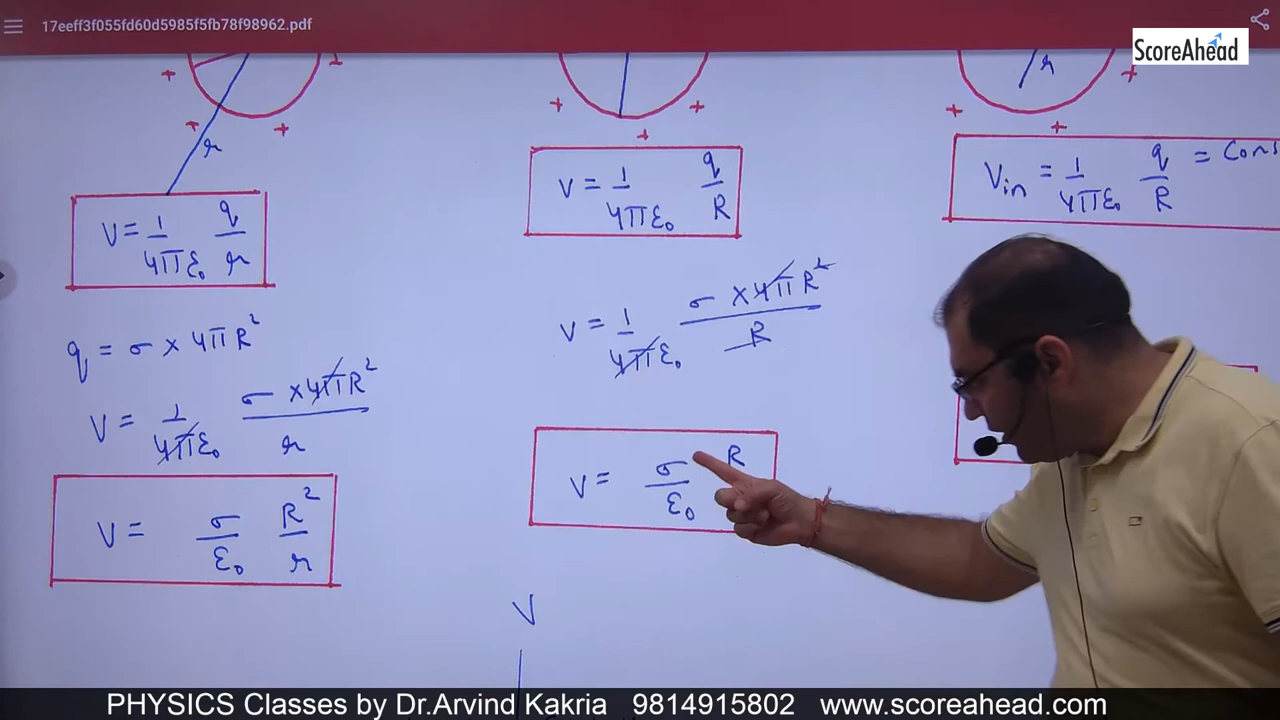 17eeff3f055fd60d5985f5fb78f98962.pdf
ScoreAhead
+ + + r
V = 1/4πε₀ q/r
q = σ × 4πR²
V = 1/4πε₀ σ × 4πR²/r
V = σ/ε₀ R²/r
+ + +
V = 1/4πε₀ q/R
V = 1/4πε₀ σ × 4πR²/R
V = σ/ε₀ R
V
r + + +
Vin = 1/4πε₀ q/R = Cons
PHYSICS Classes by Dr.Arvind Kakria 9814915802 www.scoreahead.com